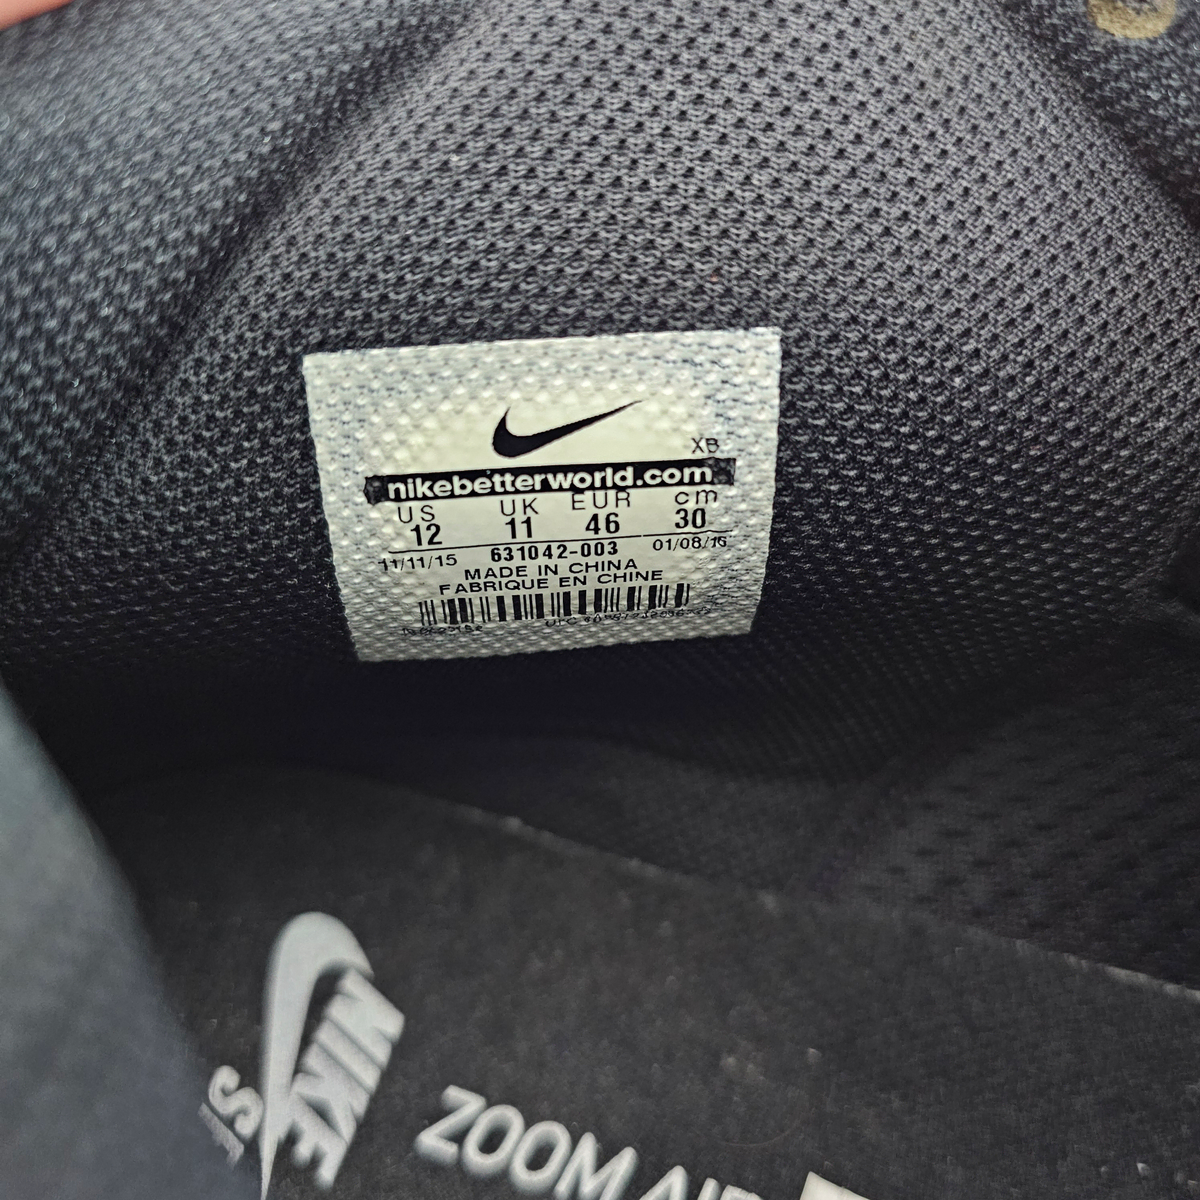 XB
nikebetterworld.com
US UK EUR cm
12 11 46 30
11/11/15 631042-003 01/08/16
MADE IN CHINA
FABRIQUE EN CHINE
UPC
NIKE
ZOOM AIR